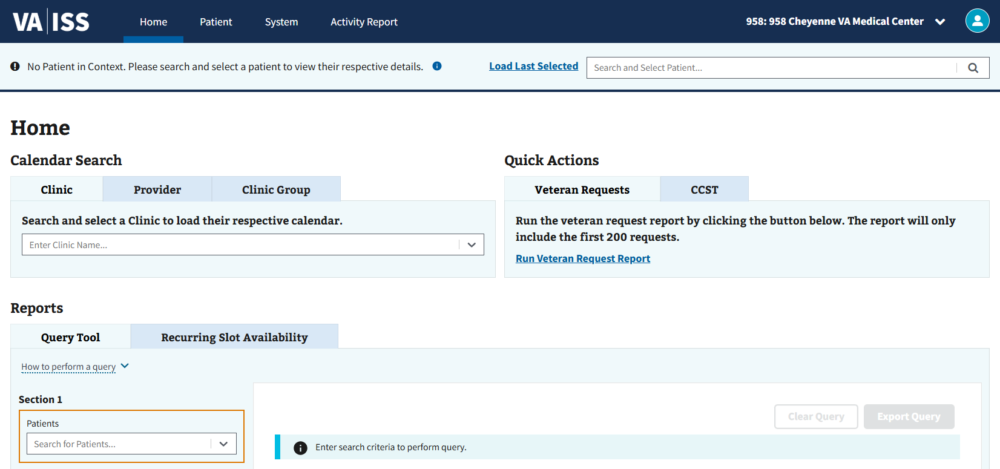 VA ISS
Home
Patient
System
Activity Report
958: 958 Cheyenne VA Medical Center
No Patient in Context. Please search and select a patient to view their respective details.
Load Last Selected
Search and Select Patient...
Home
Calendar Search
Clinic
Provider
Clinic Group
Search and select a Clinic to load their respective calendar.
Enter Clinic Name...
Quick Actions
Veteran Requests
CCST
Run the veteran request report by clicking the button below. The report will only
include the first 200 requests.
Run Veteran Request Report
Reports
Query Tool
Recurring Slot Availability
How to perform a query
Section 1
Patients
Search for Patients...
Clear Query
Export Query
Enter search criteria to perform query.